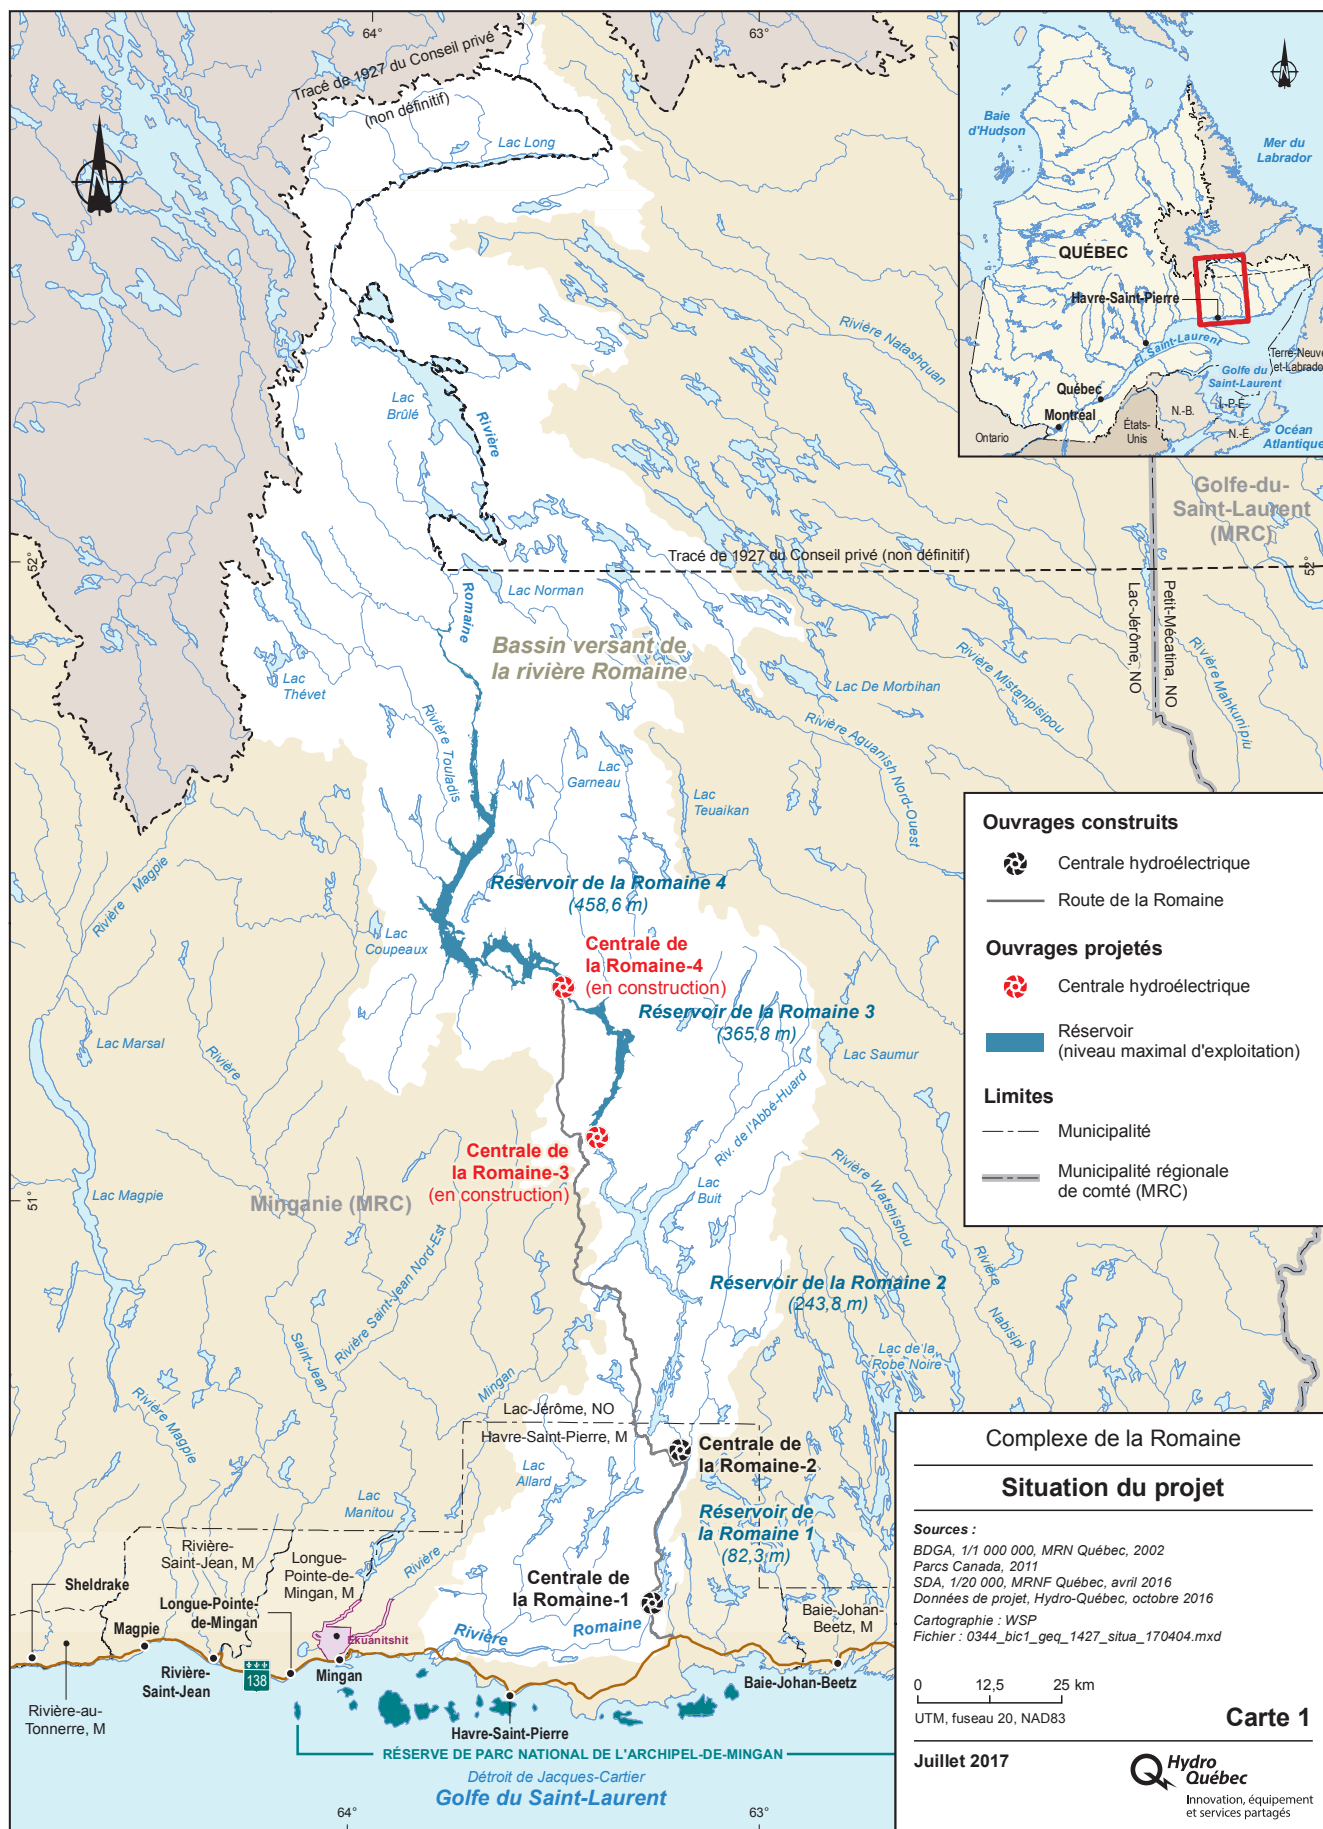 64°
63°
Tracé de 1927 du Conseil privé
(non définitif)
Lac Long
Baie
d'Hudson
Mer du
Labrador
QUÉBEC
Havre-Saint-Pierre
Fl. Saint-Laurent
Terre-Neuve
-et-Labrador
Golfe du
Saint-Laurent
Québec
Montréal
Î.-P.-É.
N.-B.
N.-É.
États-
Unis
Ontario
Océan
Atlantique
Rivière Natashquan
Lac
Brûlé
Rivière
Golfe-du-
Saint-Laurent
(MRC)
Tracé de 1927 du Conseil privé (non définitif)
52°
52°
Lac Norman
Romaine
Lac-Jérôme, NO
Petit-Mécatina, NO
Bassin versant de
la rivière Romaine
Lac
Thévet
Lac De Morbihan
Rivière Mistanipisipou
Rivière Mahkunipiu
Rivière Touladis
Rivière Aguanish Nord-Ouest
Lac
Garneau
Lac
Teuaikan
Rivière Magpie
Réservoir de la Romaine 4
(458,6 m)
Lac
Coupeaux
Centrale de
la Romaine-4
(en construction)
Réservoir de la Romaine 3
(365,8 m)
Lac Marsal
Rivière
Lac Saumur
Riv. de l'Abbé-Huard
Centrale de
la Romaine-3
(en construction)
Lac
Buit
Rivière Watshishou
51°
Lac Magpie
Minganie (MRC)
Rivière Saint-Jean Nord-Est
Rivière
Nabisipi
Réservoir de la Romaine 2
(243,8 m)
Saint-Jean
Mingan
Lac de la
Robe Noire
Rivière Magpie
Lac-Jérôme, NO
Havre-Saint-Pierre, M
Centrale de
la Romaine-2
Lac
Allard
Lac
Manitou
Réservoir de
la Romaine 1
(82,3 m)
Rivière-
Saint-Jean, M
Longue-
Pointe-de-
Mingan, M
Rivière
Sheldrake
Centrale de
la Romaine-1
Longue-Pointe-
de-Mingan
Baie-Johan-
Beetz, M
Magpie
Ekuanitshit
Rivière
Romaine
138
Rivière-
Saint-Jean
Mingan
Baie-Johan-Beetz
Rivière-au-
Tonnerre, M
Havre-Saint-Pierre
RÉSERVE DE PARC NATIONAL DE L'ARCHIPEL-DE-MINGAN
Détroit de Jacques-Cartier
Golfe du Saint-Laurent
64°
63°
Ouvrages construits
Centrale hydroélectrique
Route de la Romaine
Ouvrages projetés
Centrale hydroélectrique
Réservoir
(niveau maximal d'exploitation)
Limites
Municipalité
Municipalité régionale
de comté (MRC)
Complexe de la Romaine
Situation du projet
Sources :
BDGA, 1/1 000 000, MRN Québec, 2002
Parcs Canada, 2011
SDA, 1/20 000, MRNF Québec, avril 2016
Données de projet, Hydro-Québec, octobre 2016
Cartographie : WSP
Fichier : 0344_bic1_geq_1427_situa_170404.mxd
0 12,5 25 km
UTM, fuseau 20, NAD83
Carte 1
Juillet 2017
Hydro
Québec
Innovation, équipement
et services partagés